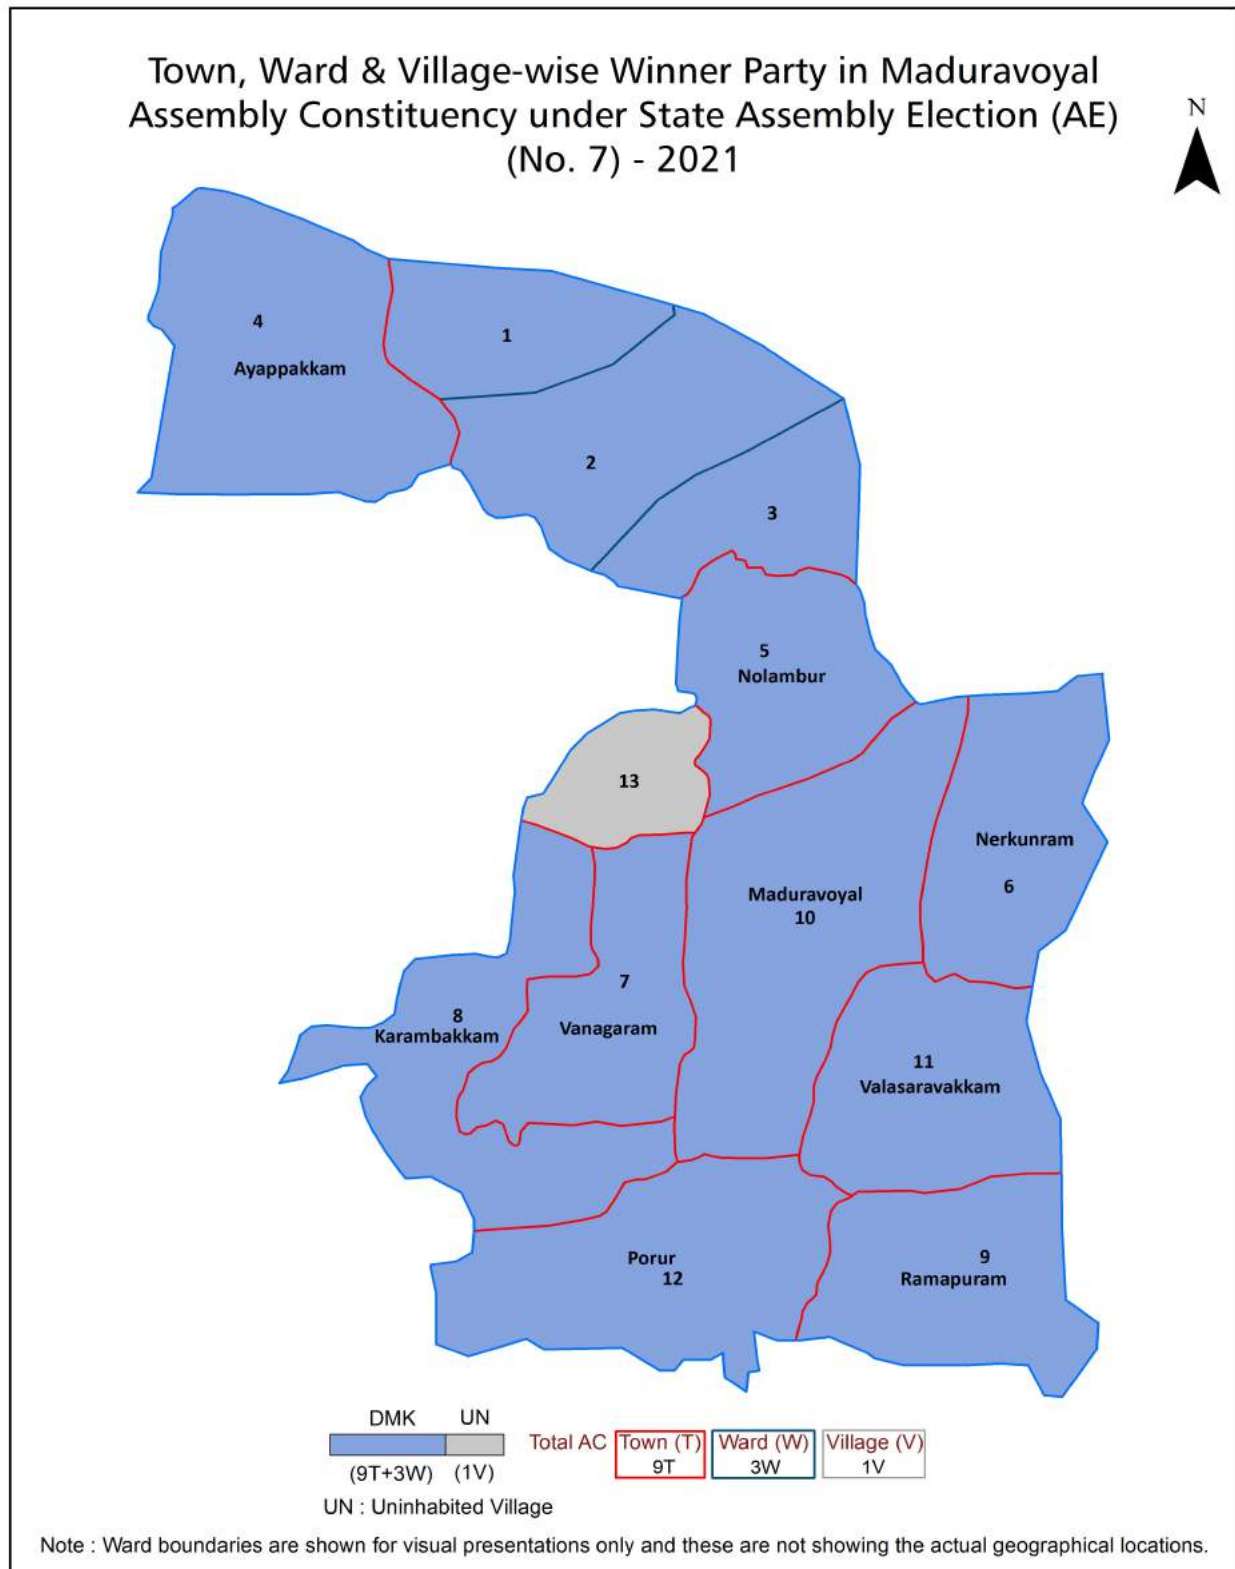 Town, Ward & Village-wise Winner Party in Maduravoyal
Assembly Constituency under State Assembly Election (AE)
(No. 7) - 2021
N
4
Ayappakkam
1
2
3
5
Nolambur
13
Nerkunram
6
Maduravoyal
10
7
Vanagaram
8
Karambakkam
11
Valasaravakkam
Porur
12
9
Ramapuram
DMK UN
(9T+3W) (1V)
Total AC Town (T) Ward (W) Village (V)
9T 3W 1V
UN : Uninhabited Village
Note : Ward boundaries are shown for visual presentations only and these are not showing the actual geographical locations.